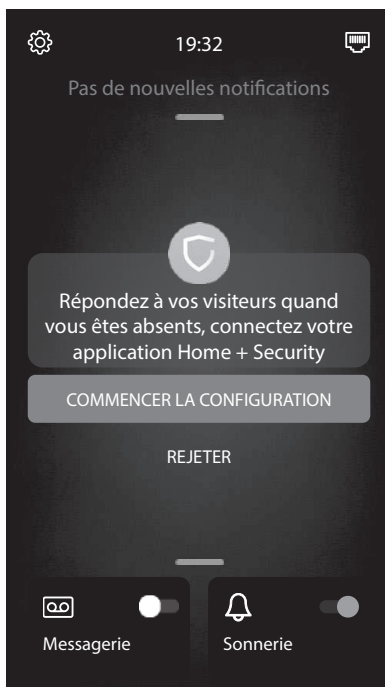 19:32
Pas de nouvelles notifications
Répondez à vos visiteurs quand
vous êtes absents, connectez votre
application Home + Security
COMMENCER LA CONFIGURATION
REJETER
Messagerie
Sonnerie